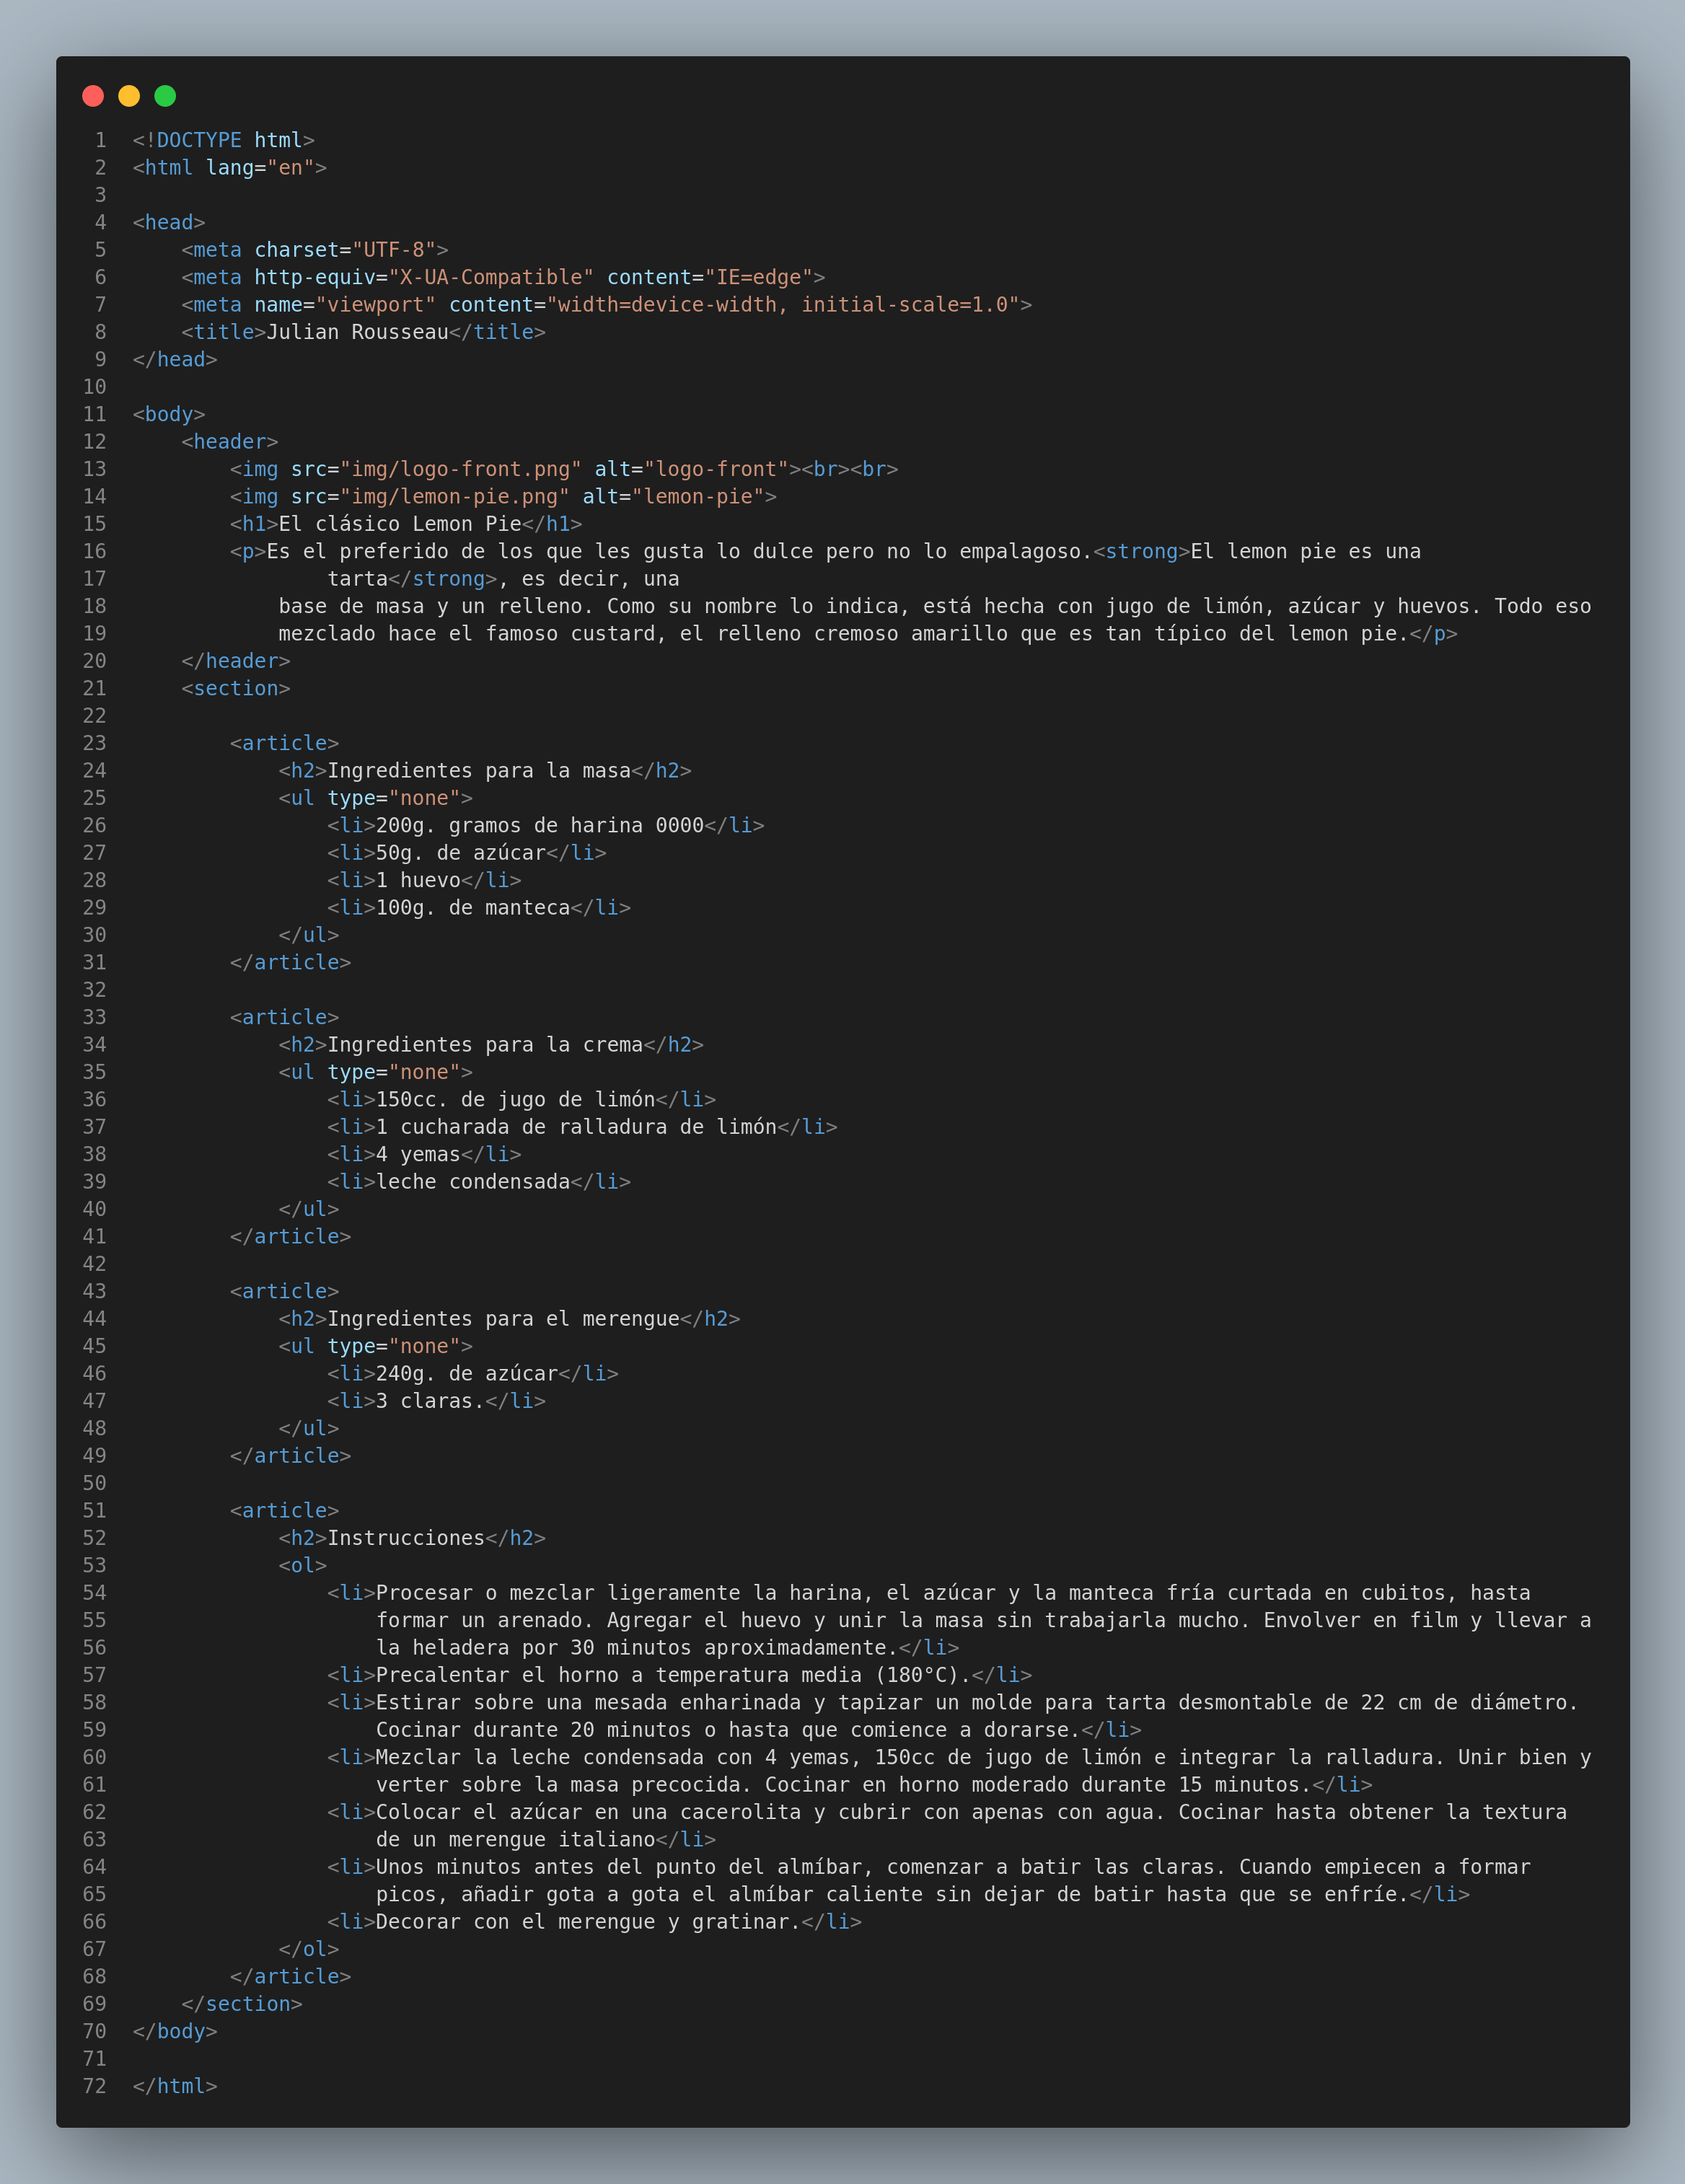 1 <!DOCTYPE html>
2 <html lang="en">
3
4 <head>
5     <meta charset="UTF-8">
6     <meta http-equiv="X-UA-Compatible" content="IE=edge">
7     <meta name="viewport" content="width=device-width, initial-scale=1.0">
8     <title>Julian Rousseau</title>
9 </head>
10
11 <body>
12     <header>
13         <img src="img/logo-front.png" alt="logo-front"><br><br>
14         <img src="img/lemon-pie.png" alt="lemon-pie">
15         <h1>El clásico Lemon Pie</h1>
16         <p>Es el preferido de los que les gusta lo dulce pero no lo empalagoso.<strong>El lemon pie es una
17                 tarta</strong>, es decir, una
18             base de masa y un relleno. Como su nombre lo indica, está hecha con jugo de limón, azúcar y huevos. Todo eso
19             mezclado hace el famoso custard, el relleno cremoso amarillo que es tan típico del lemon pie.</p>
20     </header>
21     <section>
22
23         <article>
24             <h2>Ingredientes para la masa</h2>
25             <ul type="none">
26                 <li>200g. gramos de harina 0000</li>
27                 <li>50g. de azúcar</li>
28                 <li>1 huevo</li>
29                 <li>100g. de manteca</li>
30             </ul>
31         </article>
32
33         <article>
34             <h2>Ingredientes para la crema</h2>
35             <ul type="none">
36                 <li>150cc. de jugo de limón</li>
37                 <li>1 cucharada de ralladura de limón</li>
38                 <li>4 yemas</li>
39                 <li>leche condensada</li>
40             </ul>
41         </article>
42
43         <article>
44             <h2>Ingredientes para el merengue</h2>
45             <ul type="none">
46                 <li>240g. de azúcar</li>
47                 <li>3 claras.</li>
48             </ul>
49         </article>
50
51         <article>
52             <h2>Instrucciones</h2>
53             <ol>
54                 <li>Procesar o mezclar ligeramente la harina, el azúcar y la manteca fría curtada en cubitos, hasta
55                     formar un arenado. Agregar el huevo y unir la masa sin trabajarla mucho. Envolver en film y llevar a
56                     la heladera por 30 minutos aproximadamente.</li>
57                 <li>Precalentar el horno a temperatura media (180°C).</li>
58                 <li>Estirar sobre una mesada enharinada y tapizar un molde para tarta desmontable de 22 cm de diámetro.
59                     Cocinar durante 20 minutos o hasta que comience a dorarse.</li>
60                 <li>Mezclar la leche condensada con 4 yemas, 150cc de jugo de limón e integrar la ralladura. Unir bien y
61                     verter sobre la masa precocida. Cocinar en horno moderado durante 15 minutos.</li>
62                 <li>Colocar el azúcar en una cacerolita y cubrir con apenas con agua. Cocinar hasta obtener la textura
63                     de un merengue italiano</li>
64                 <li>Unos minutos antes del punto del almíbar, comenzar a batir las claras. Cuando empiecen a formar
65                     picos, añadir gota a gota el almíbar caliente sin dejar de batir hasta que se enfríe.</li>
66                 <li>Decorar con el merengue y gratinar.</li>
67             </ol>
68         </article>
69     </section>
70 </body>
71
72 </html>